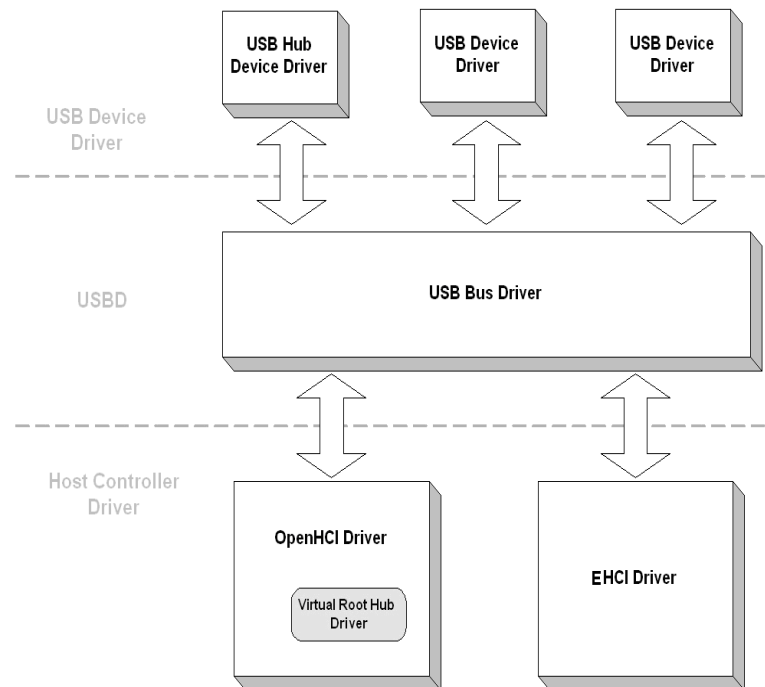 USB Hub
Device Driver
USB Device
Driver
USB Device
Driver
USB Device
Driver
USBD
USB Bus Driver
Host Controller
Driver
OpenHCI Driver
Virtual Root Hub
Driver
EHCI Driver